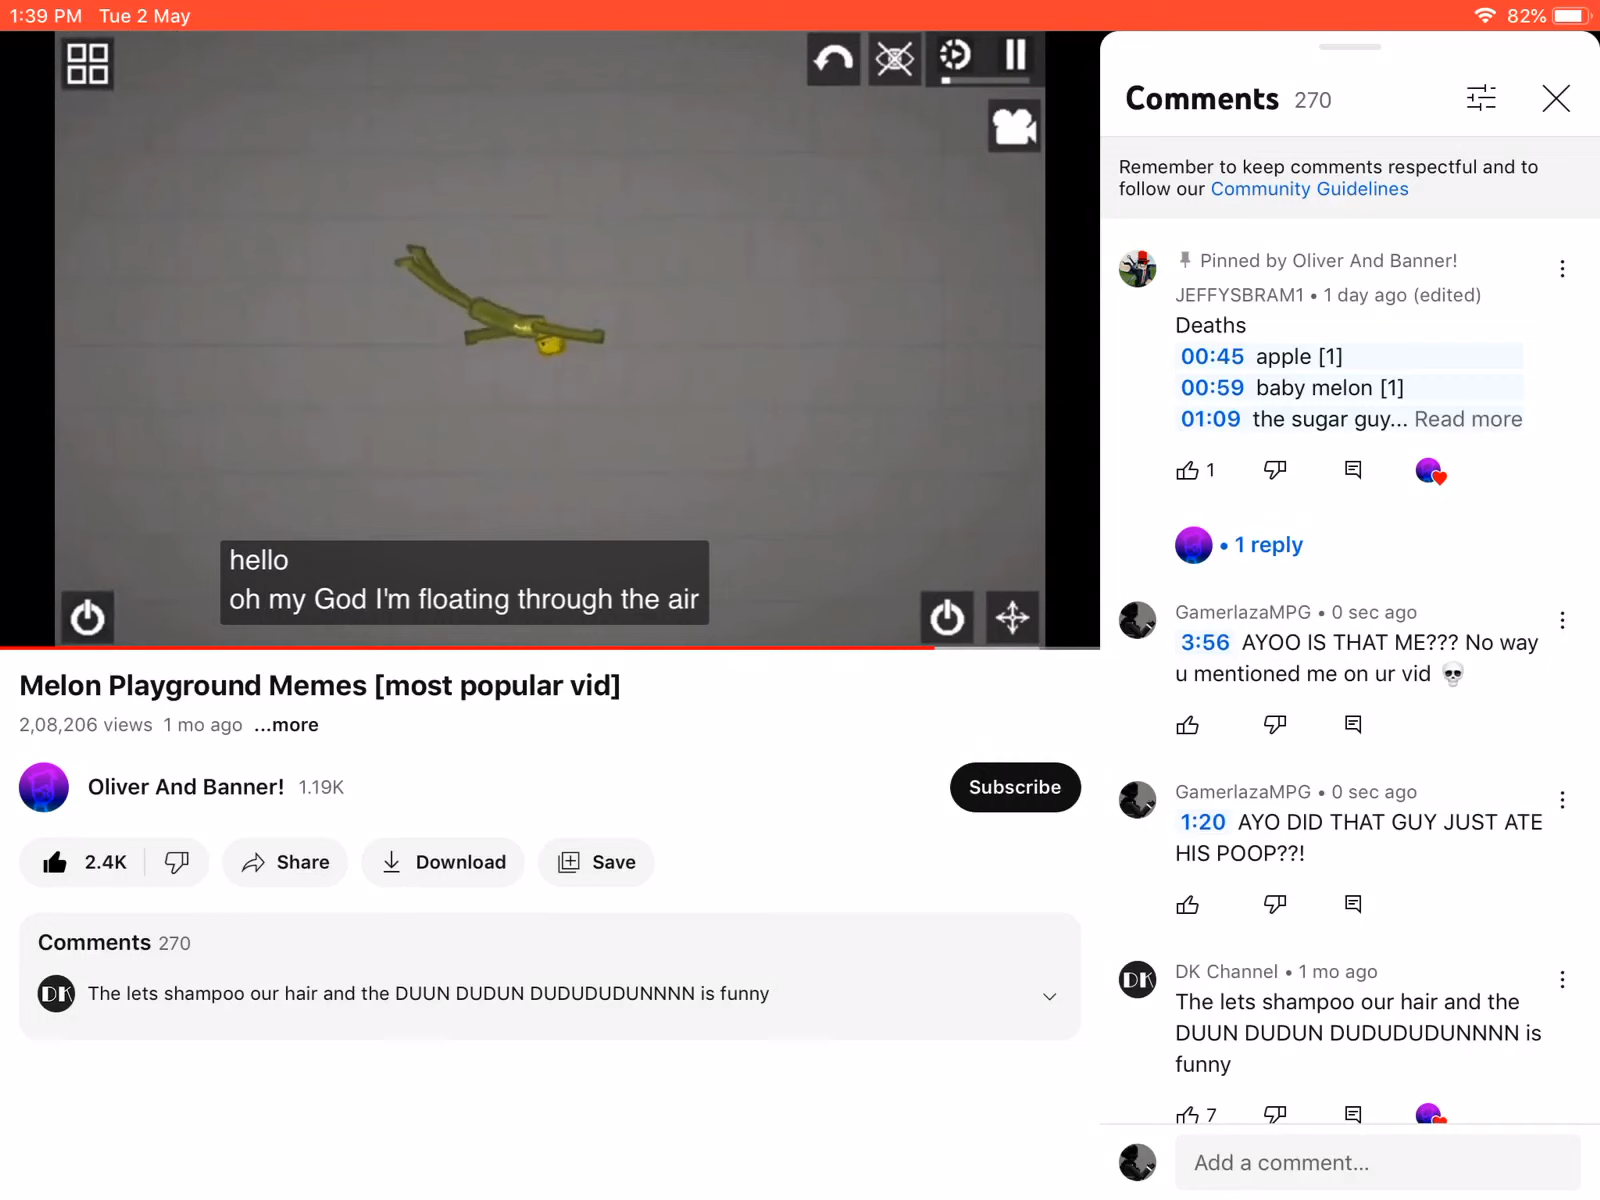 1:39 PM Tue 2 May
82%
hello
oh my God I'm floating through the air
Melon Playground Memes [most popular vid]
2,08,206 views 1 mo ago ...more
Oliver And Banner! 1.19K
Subscribe
2.4K
Share
Download
Save
Comments 270
DK
The lets shampoo our hair and the DUUN DUDUN DUDUDUDUNNNN is funny
Comments 270
Remember to keep comments respectful and to
follow our Community Guidelines
Pinned by Oliver And Banner!
JEFFYSBRAM1 • 1 day ago (edited)
Deaths
00:45 apple [1]
00:59 baby melon [1]
01:09 the sugar guy... Read more
1
• 1 reply
GamerlazaMPG • 0 sec ago
3:56 AYOO IS THAT ME??? No way
u mentioned me on ur vid 💀
GamerlazaMPG • 0 sec ago
1:20 AYO DID THAT GUY JUST ATE
HIS POOP??!
DK
DK Channel • 1 mo ago
The lets shampoo our hair and the
DUUN DUDUN DUDUDUDUNNNN is
funny
7
Add a comment...